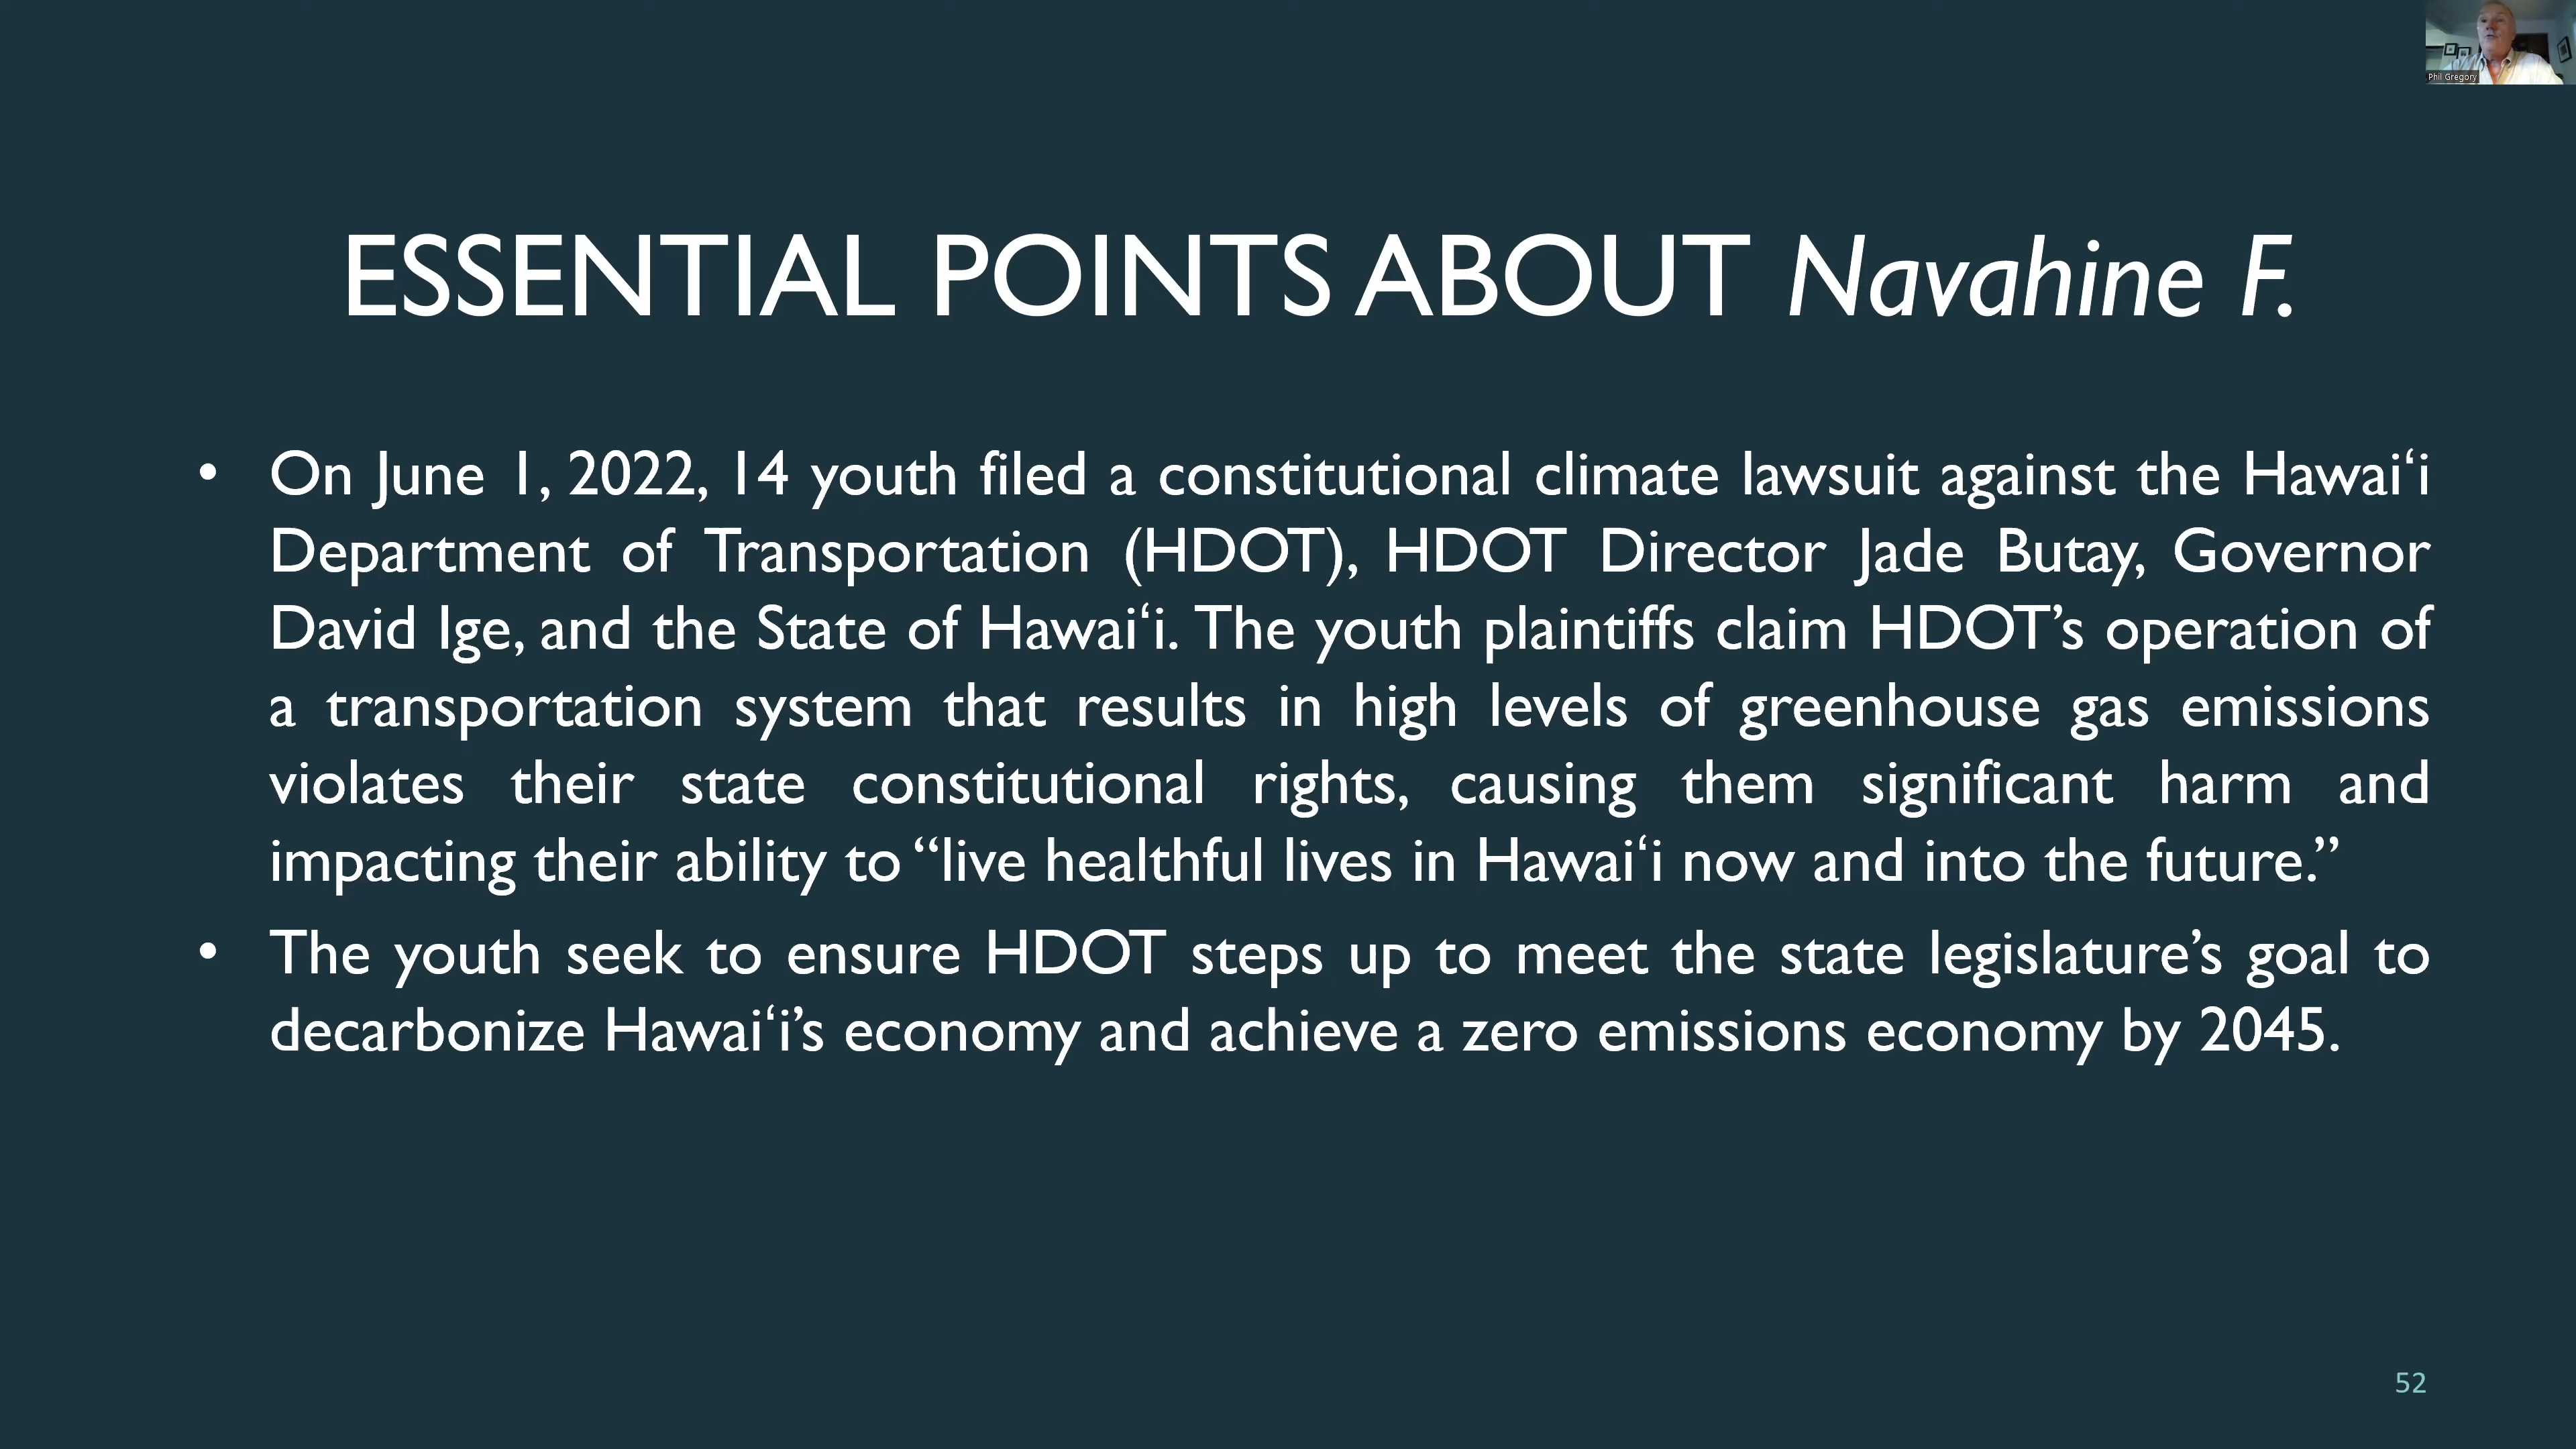 Phil Gregory
ESSENTIAL POINTS ABOUT Navahine F.
• On June 1, 2022, 14 youth filed a constitutional climate lawsuit against the Hawaiʻi
Department of Transportation (HDOT), HDOT Director Jade Butay, Governor
David Ige, and the State of Hawaiʻi. The youth plaintiffs claim HDOT’s operation of
a transportation system that results in high levels of greenhouse gas emissions
violates their state constitutional rights, causing them significant harm and
impacting their ability to “live healthful lives in Hawaiʻi now and into the future.”
• The youth seek to ensure HDOT steps up to meet the state legislature’s goal to
decarbonize Hawaiʻi’s economy and achieve a zero emissions economy by 2045.
52